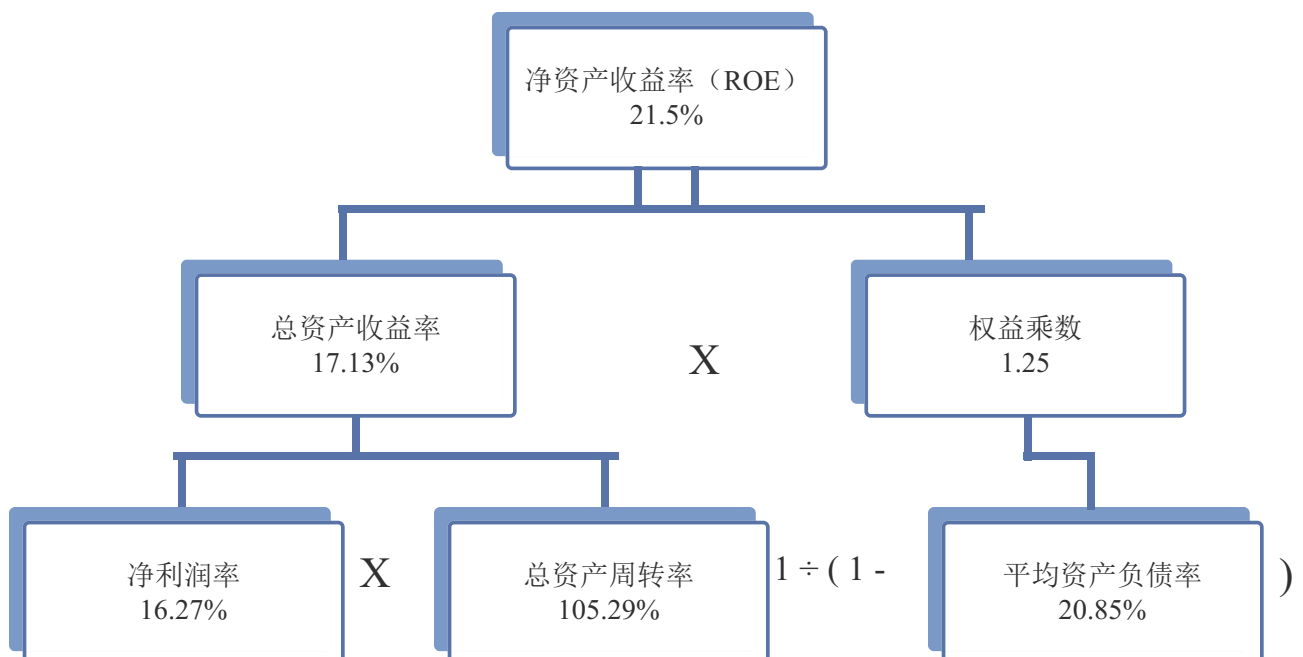 净资产收益率（ROE）
21.5%
总资产收益率
17.13%
X
权益乘数
1.25
净利润率
16.27%
X
总资产周转率
105.29%
1 ÷ ( 1 -
平均资产负债率
20.85%
)